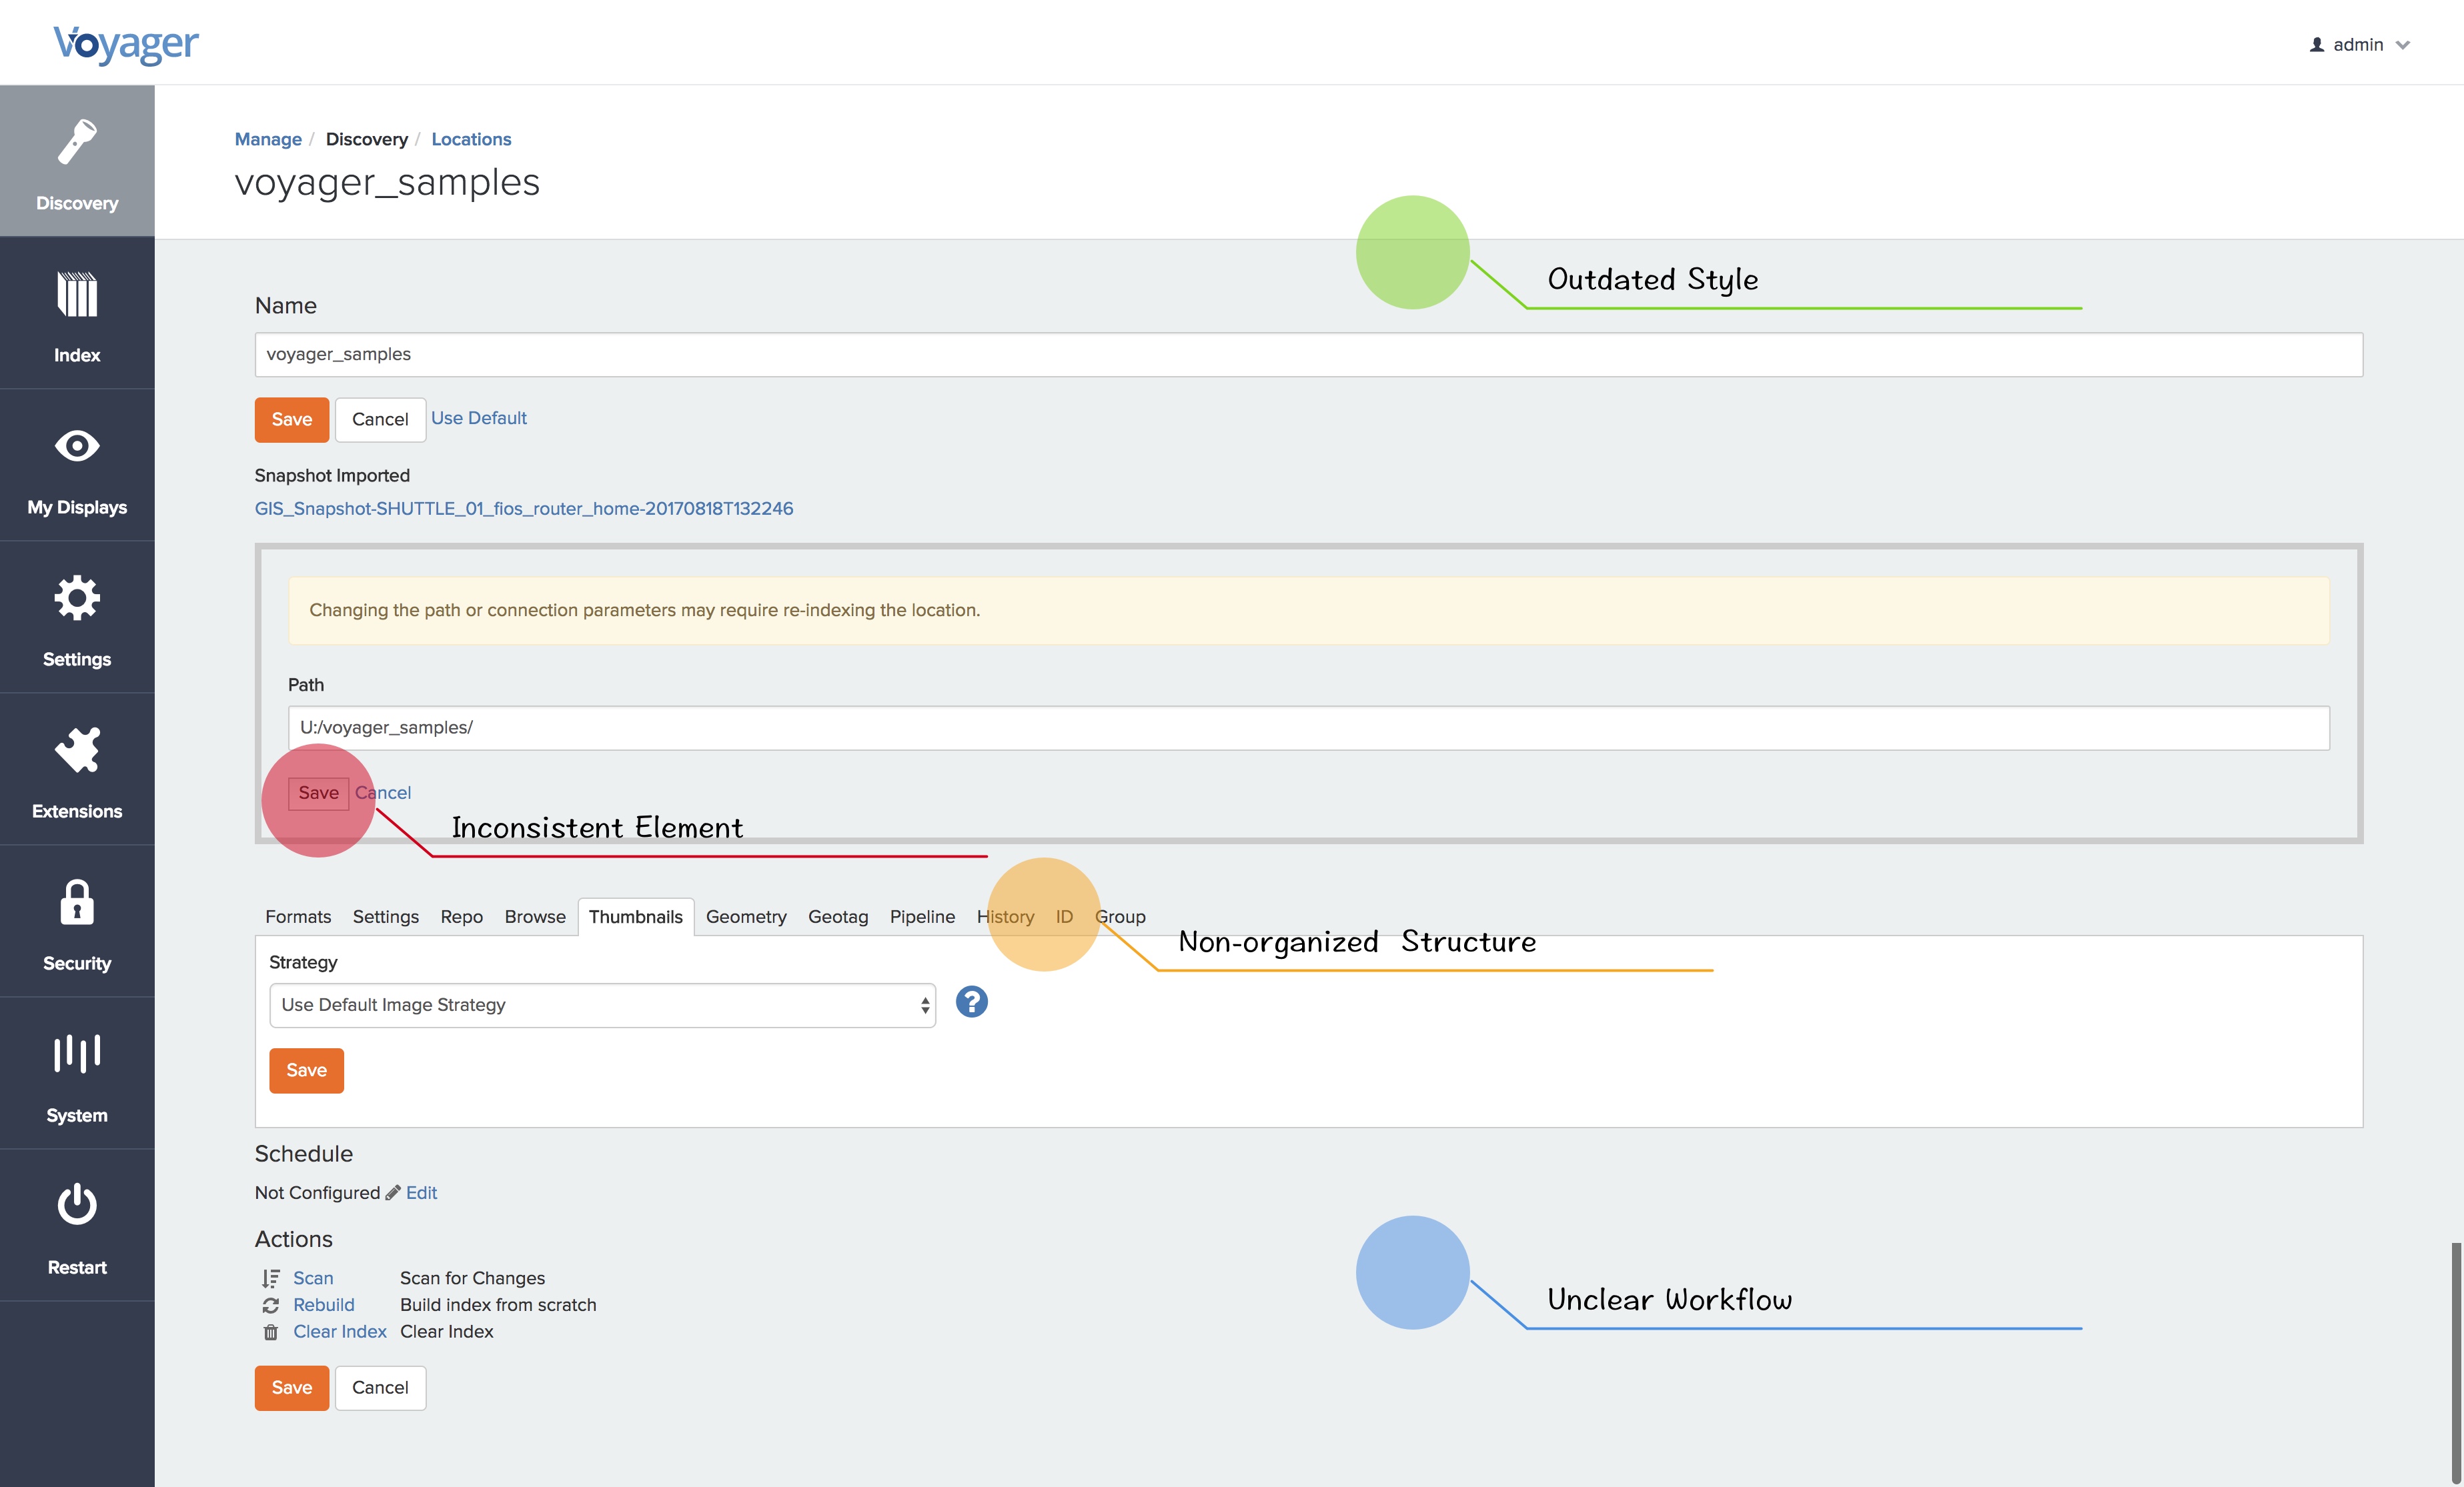 Voyager
admin
Manage / Discovery / Locations
voyager_samples
Discovery
Index
My Displays
Settings
Extensions
Security
System
Restart
Outdated Style
Name
voyager_samples
Save Cancel Use Default
Snapshot Imported
GIS_Snapshot-SHUTTLE_01_fios_router_home-20170818T132246
Changing the path or connection parameters may require re-indexing the location.
Path
U:/voyager_samples/
Save Cancel
Inconsistent Element
Formats Settings Repo Browse Thumbnails Geometry Geotag Pipeline History ID Group
Non-organized Structure
Strategy
Use Default Image Strategy ?
Save
Schedule
Not Configured Edit
Actions
Scan Scan for Changes
Rebuild Build index from scratch
Clear Index Clear Index
Unclear Workflow
Save Cancel